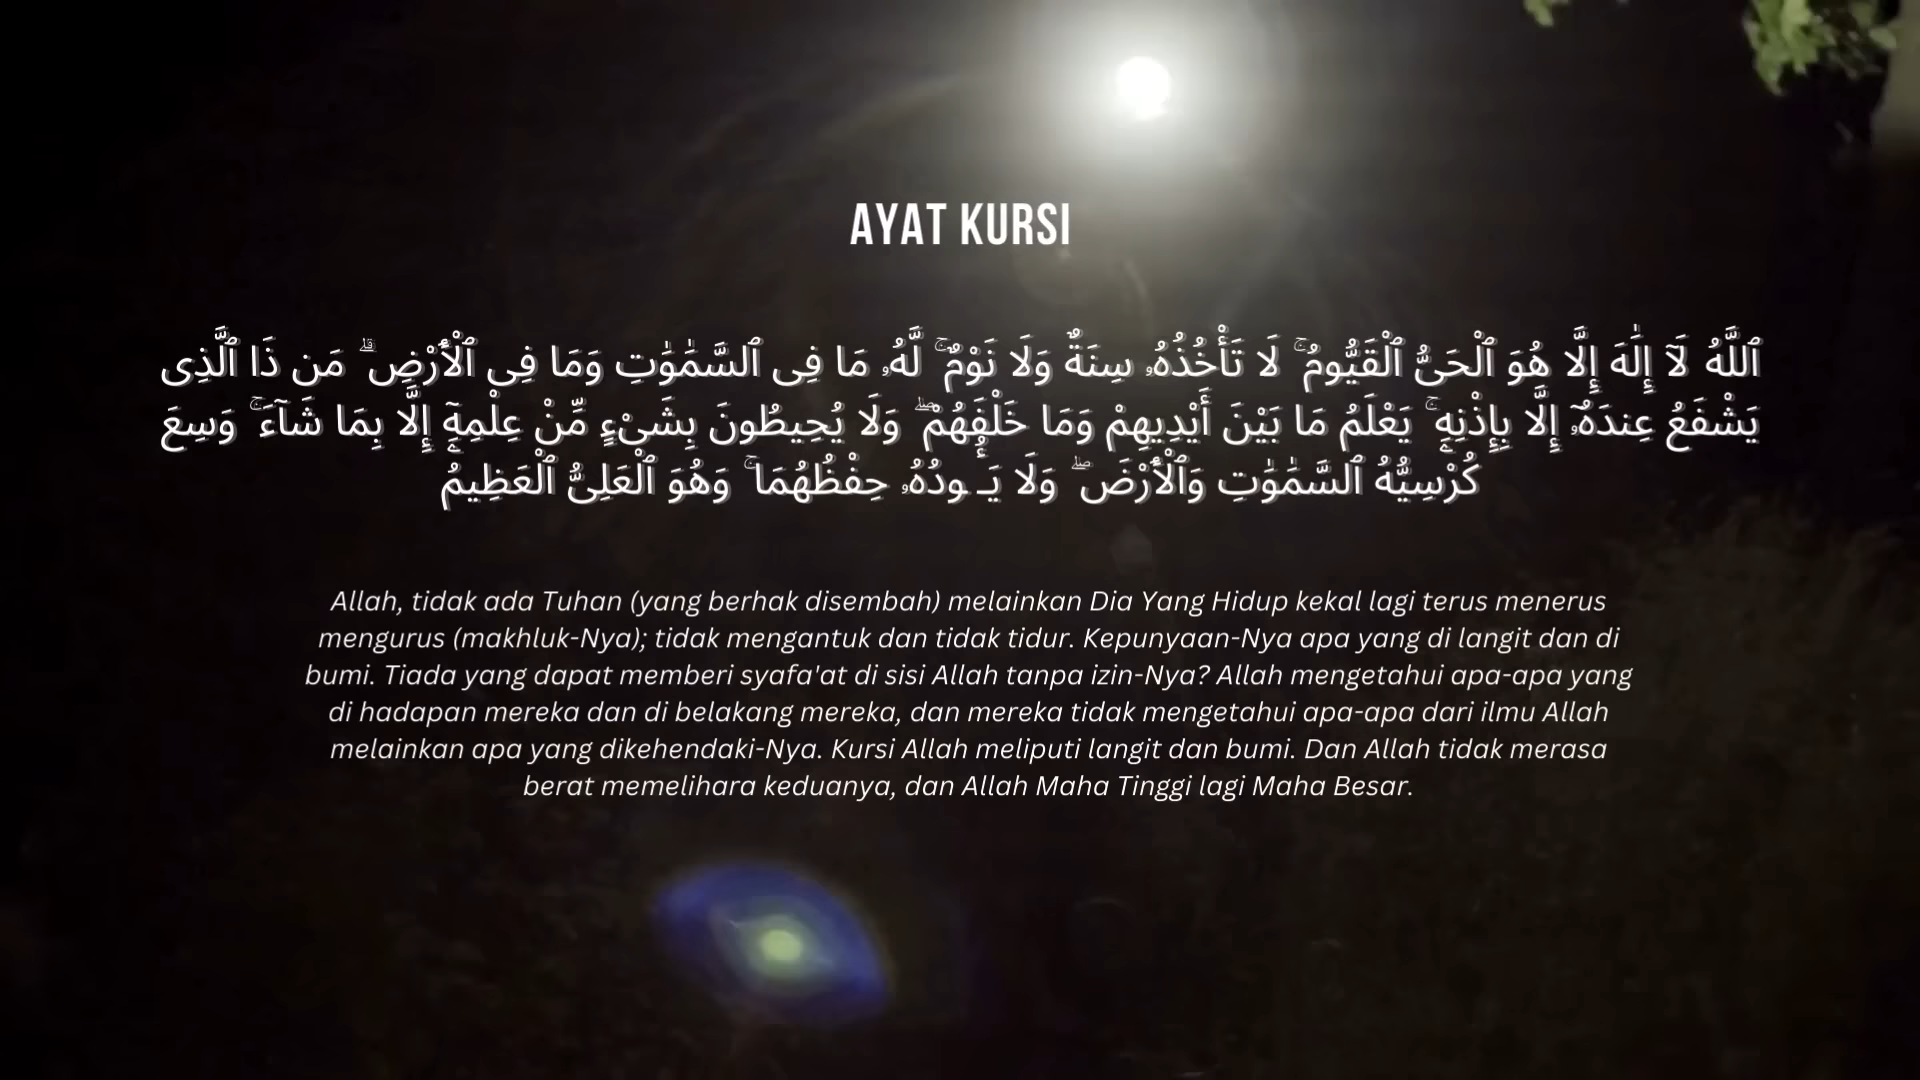 AYAT KURSI
ٱللَّهُ لَآ إِلَٰهَ إِلَّا هُوَ ٱلْحَىُّ ٱلْقَيُّومُ ۚ لَا تَأْخُذُهُۥ سِنَةٌ وَلَا نَوْمٌ ۚ لَّهُۥ مَا فِى ٱلسَّمَٰوَٰتِ وَمَا فِى ٱلْأَرْضِ ۗ مَن ذَا ٱلَّذِى
يَشْفَعُ عِندَهُۥٓ إِلَّا بِإِذْنِهِۦ ۚ يَعْلَمُ مَا بَيْنَ أَيْدِيهِمْ وَمَا خَلْفَهُمْ ۖ وَلَا يُحِيطُونَ بِشَىْءٍ مِّنْ عِلْمِهِۦٓ إِلَّا بِمَا شَآءَ ۚ وَسِعَ
كُرْسِيُّهُ ٱلسَّمَٰوَٰتِ وَٱلْأَرْضَ ۖ وَلَا يَـُٔودُهُۥ حِفْظُهُمَا ۚ وَهُوَ ٱلْعَلِىُّ ٱلْعَظِيمُ
Allah, tidak ada Tuhan (yang berhak disembah) melainkan Dia Yang Hidup kekal lagi terus menerus
mengurus (makhluk-Nya); tidak mengantuk dan tidak tidur. Kepunyaan-Nya apa yang di langit dan di
bumi. Tiada yang dapat memberi syafa'at di sisi Allah tanpa izin-Nya? Allah mengetahui apa-apa yang
di hadapan mereka dan di belakang mereka, dan mereka tidak mengetahui apa-apa dari ilmu Allah
melainkan apa yang dikehendaki-Nya. Kursi Allah meliputi langit dan bumi. Dan Allah tidak merasa
berat memelihara keduanya, dan Allah Maha Tinggi lagi Maha Besar.